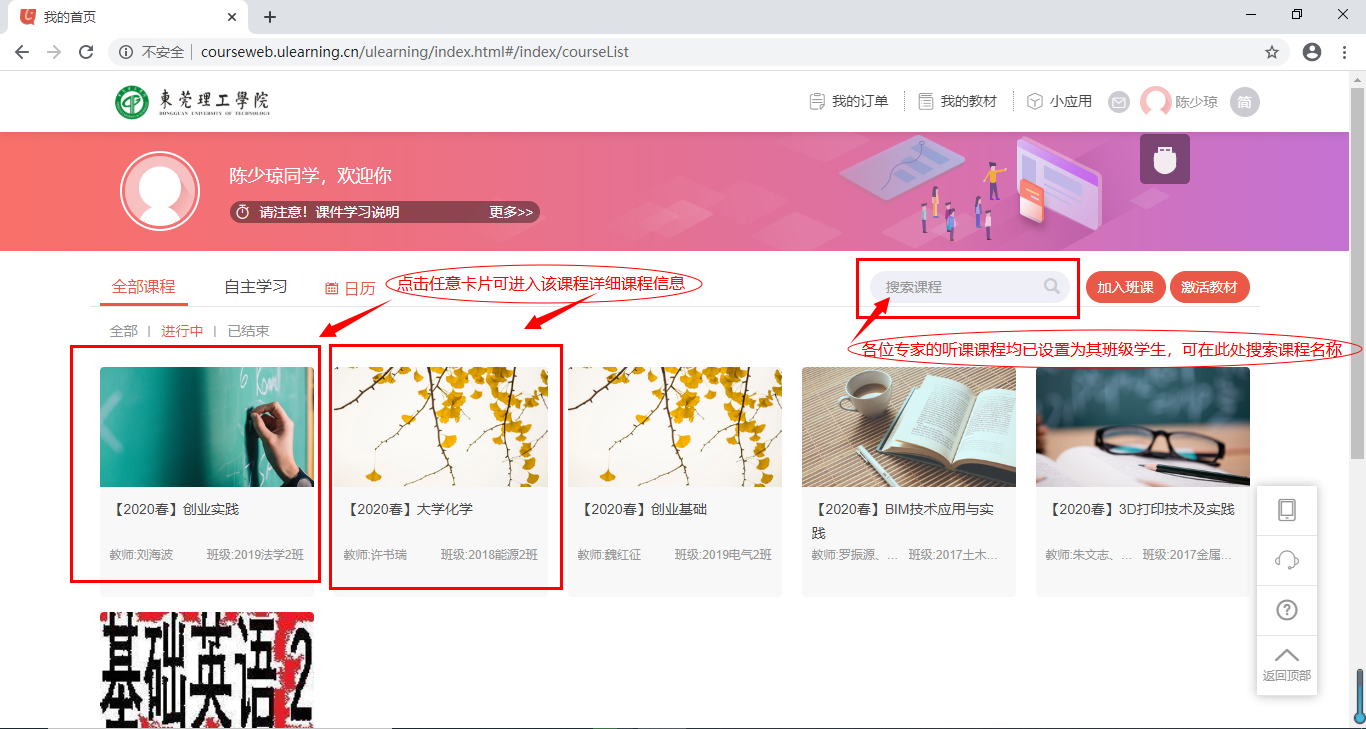 我的首页
不安全
courseweb.ulearning.cn/ulearning/index.html#/index/courseList
東莞理工學院
DONGGUAN UNIVERSITY OF TECHNOLOGY
我的订单
我的教材
小应用
陈少琼
简
陈少琼同学，欢迎你
请注意！课件学习说明
更多>>
全部课程
自主学习
日历
点击任意卡片可进入该课程详细课程信息
搜索课程
加入班课
激活教材
全部 | 进行中 | 已结束
各位专家的听课课程均已设置为其班级学生，可在此处搜索课程名称
【2020春】创业实践
教师:刘海波 班级:2019法学2班
【2020春】大学化学
教师:许书瑞 班级:2018能源2班
【2020春】创业基础
教师:魏红征 班级:2019电气2班
【2020春】BIM技术应用与实
践
教师:罗振源、... 班级:2017土木...
【2020春】3D打印技术及实践
教师:朱文志、... 班级:2017金属...
基础英语2
返回顶部